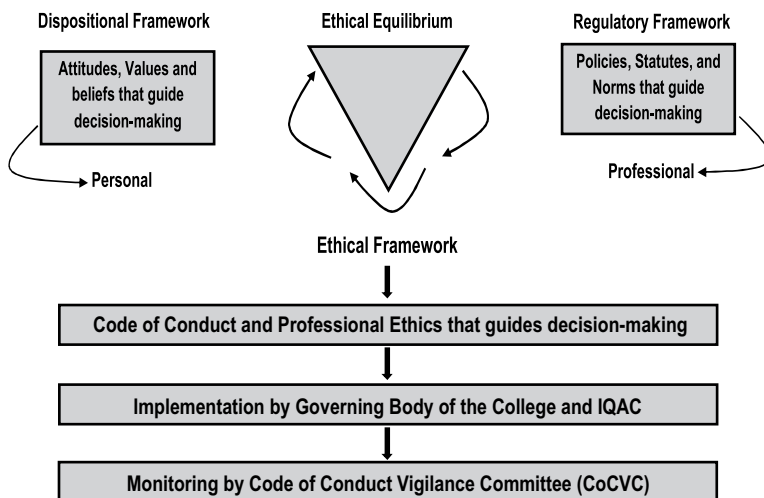 Dispositional Framework
Attitudes, Values and
beliefs that guide
decision-making
Personal
Ethical Equilibrium
Regulatory Framework
Policies, Statutes, and
Norms that guide
decision-making
Professional
Ethical Framework
Code of Conduct and Professional Ethics that guides decision-making
Implementation by Governing Body of the College and IQAC
Monitoring by Code of Conduct Vigilance Committee (CoCVC)